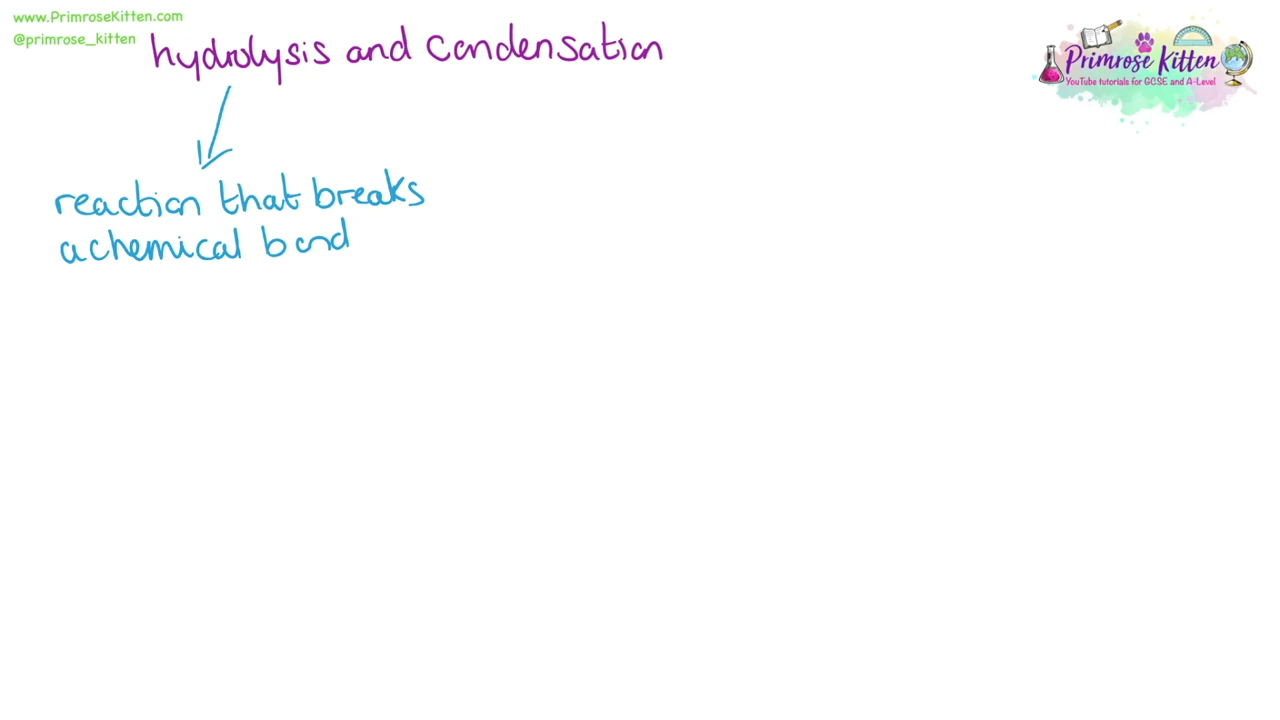 www.PrimroseKitten.com
@primrose_kitten
hydrolysis and condensation
Primrose Kitten
YouTube tutorials for GCSE and A-Level
reaction that breaks
a chemical bond